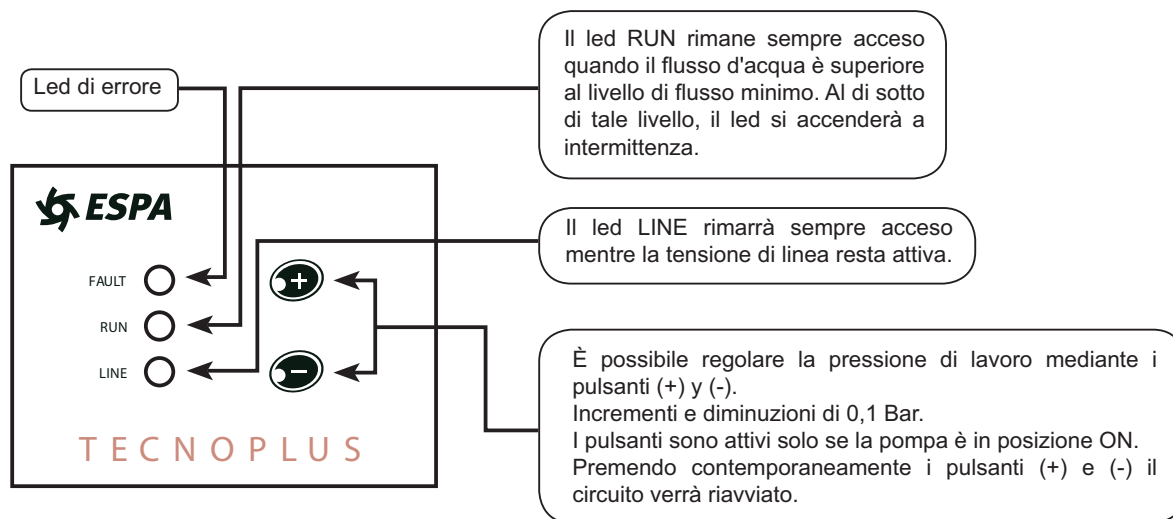 Il led RUN rimane sempre acceso
quando il flusso d'acqua è superiore
al livello di flusso minimo. Al di sotto
di tale livello, il led si accenderà a
intermittenza.
Led di errore
ESPA
Il led LINE rimarrà sempre acceso
mentre la tensione di linea resta attiva.
FAULT
+
RUN
LINE
-
È possibile regolare la pressione di lavoro mediante i
pulsanti (+) y (-).
Incrementi e diminuzioni di 0,1 Bar.
I pulsanti sono attivi solo se la pompa è in posizione ON.
Premendo contemporaneamente i pulsanti (+) e (-) il
circuito verrà riavviato.
TECNOPLUS